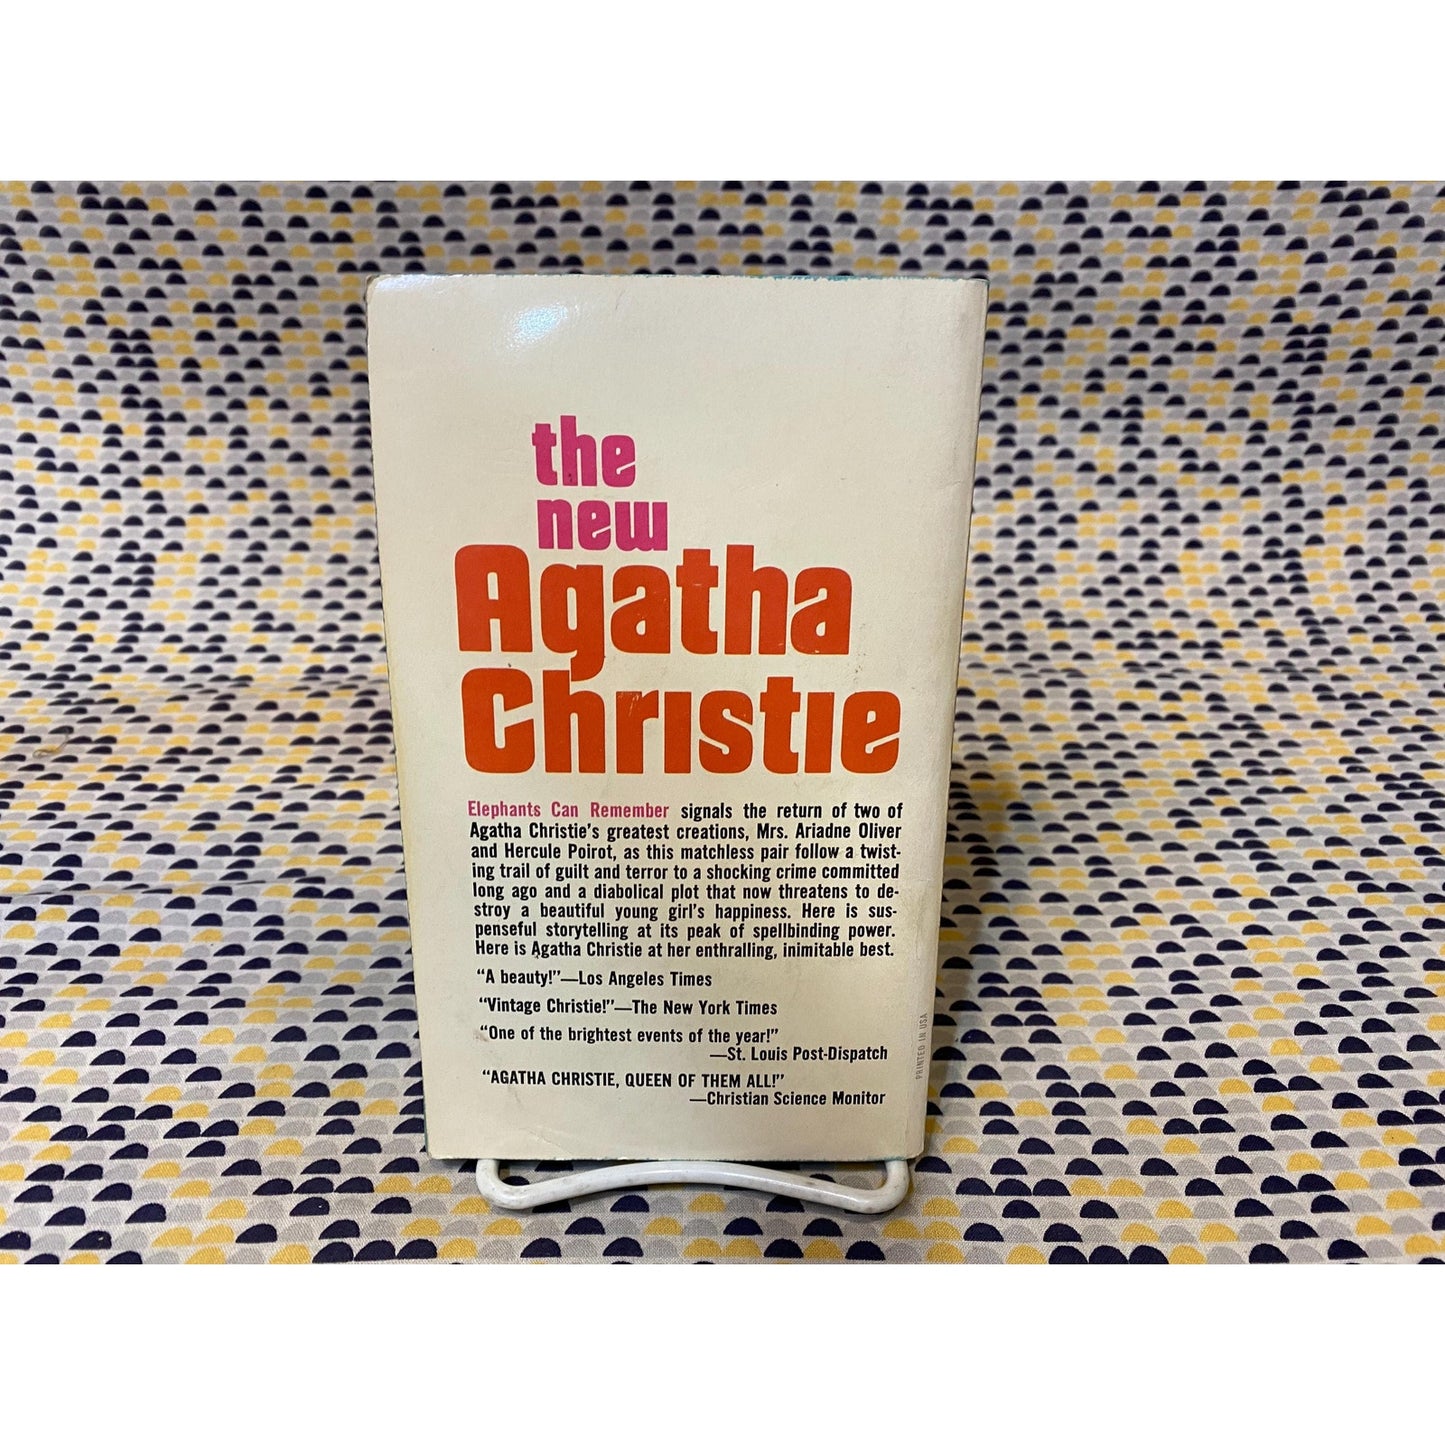 the
new
Agatha
Christie
Elephants Can Remember signals the return of two of
Agatha Christie's greatest creations, Mrs. Ariadne Oliver
and Hercule Poirot, as this matchless pair follow a twist-
ing trail of guilt and terror to a shocking crime committed
long ago and a diabolical plot that now threatens to de-
stroy a beautiful young girl's happiness. Here is sus-
penseful storytelling at its peak of spellbinding power.
Here is Agatha Christie at her enthralling, inimitable best.
“A beauty!”—Los Angeles Times
“Vintage Christie!”—The New York Times
“One of the brightest events of the year!”
—St. Louis Post-Dispatch
“AGATHA CHRISTIE, QUEEN OF THEM ALL!”
—Christian Science Monitor
PRINTED IN USA